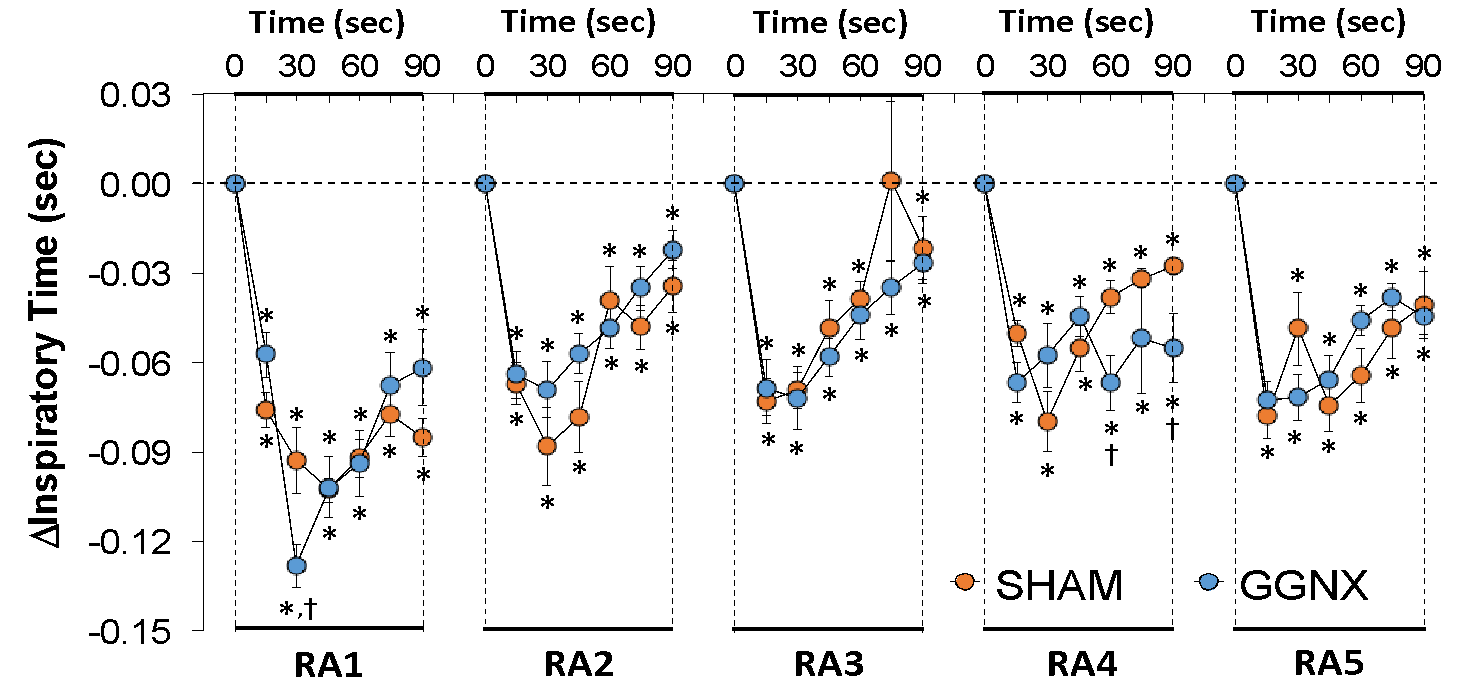 Time (sec) Time (sec) Time (sec) Time (sec) Time (sec)
0 30 60 90 0 30 60 90 0 30 60 90 0 30 60 90 0 30 60 90
0.03
0.00
-0.03
-0.06
-0.09
-0.12
-0.15
ΔInspiratory Time (sec)
*,†
* †
* †
SHAM GGNX
RA1 RA2 RA3 RA4 RA5